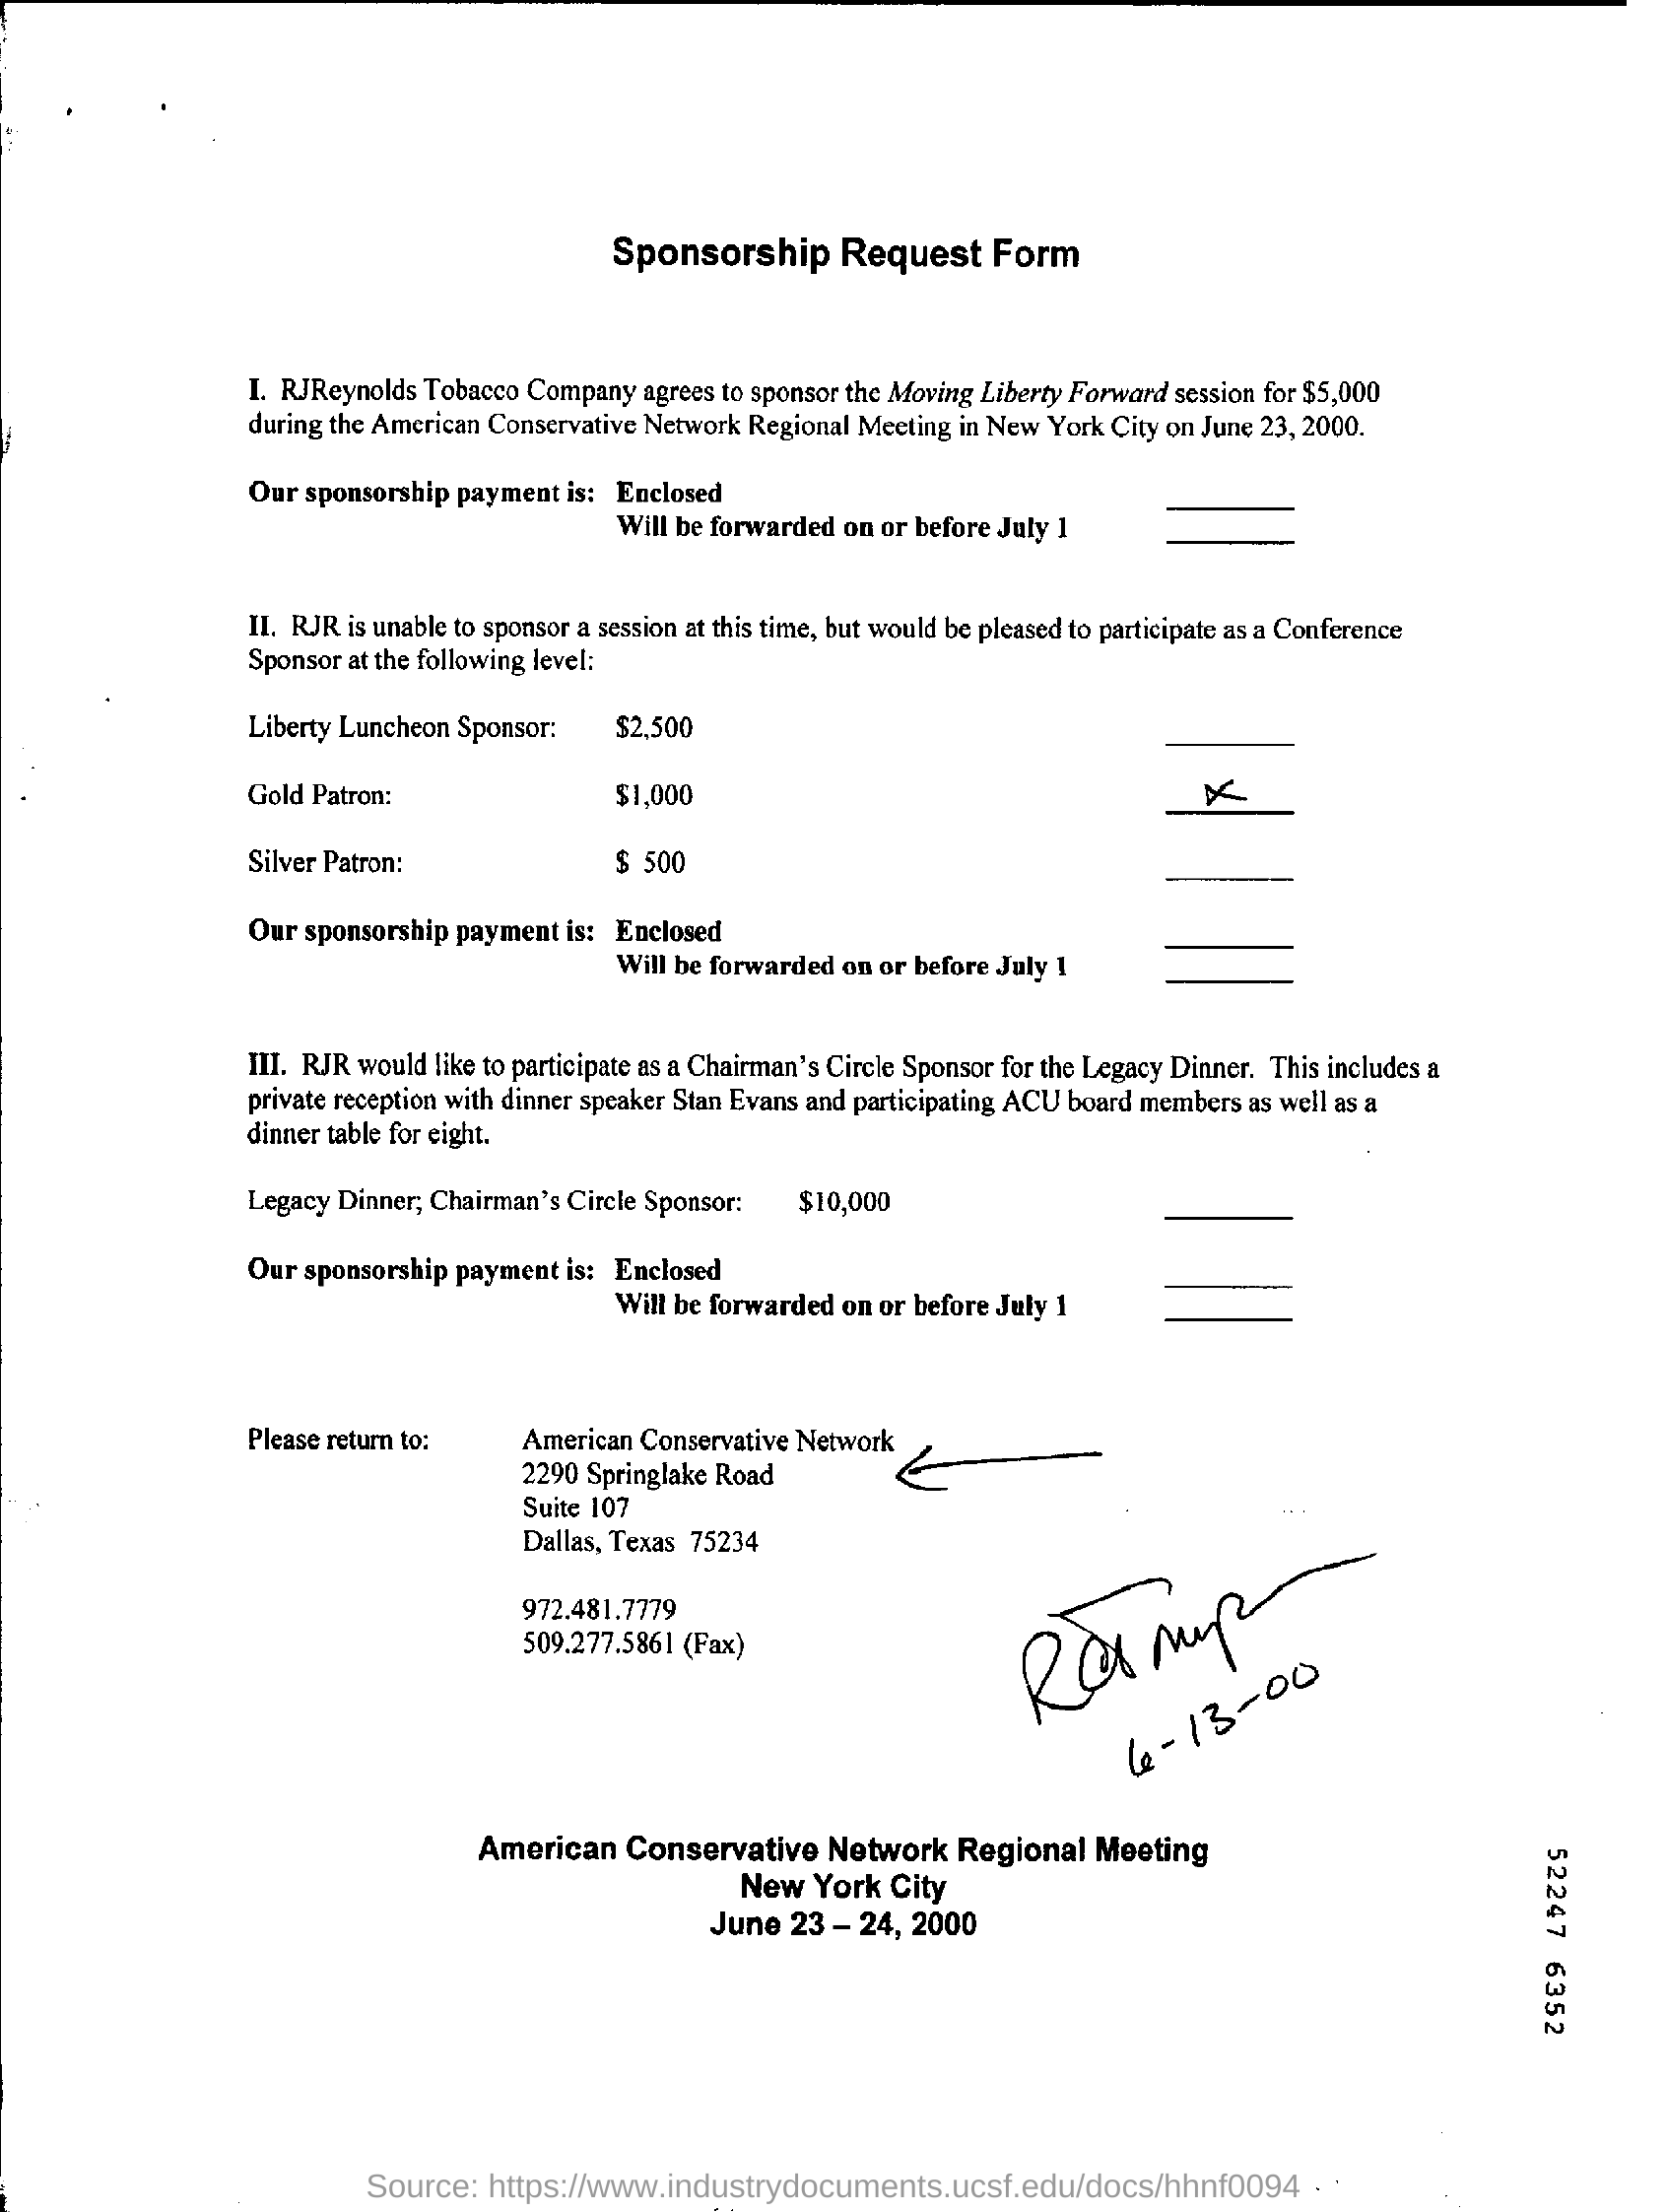 Sponsorship Request Form
I. RJReynolds Tobacco Company agrees to sponsor the Moving Liberty Forward session for $5,000
during the American Conservative Network Regional Meeting in New York City on June 23, 2000.
Our sponsorship payment is: Enclosed
Will be forwarded on or before July 1
II. RJR is unable to sponsor a session at this time, but would be pleased to participate as a Conference
Sponsor at the following level:
Liberty Luncheon Sponsor: $2,500
Gold Patron: $1,000
Silver Patron: $ 500
Our sponsorship payment is: Enclosed
Will be forwarded on or before July 1
III. RJR would like to participate as a Chairman's Circle Sponsor for the Legacy Dinner. This includes a
private reception with dinner speaker Stan Evans and participating ACU board members as well as a
dinner table for eight.
Legacy Dinner; Chairman's Circle Sponsor: $10,000
Our sponsorship payment is: Enclosed
Will be forwarded on or before July 1
Please return to: American Conservative Network
2290 Springlake Road
Suite 107
Dallas, Texas 75234
972.481.7779
509.277.5861 (Fax)
6-13-00
American Conservative Network Regional Meeting
New York City
June 23 – 24, 2000
52247 6352
Source: https://www.industrydocuments.ucsf.edu/docs/hhnf0094